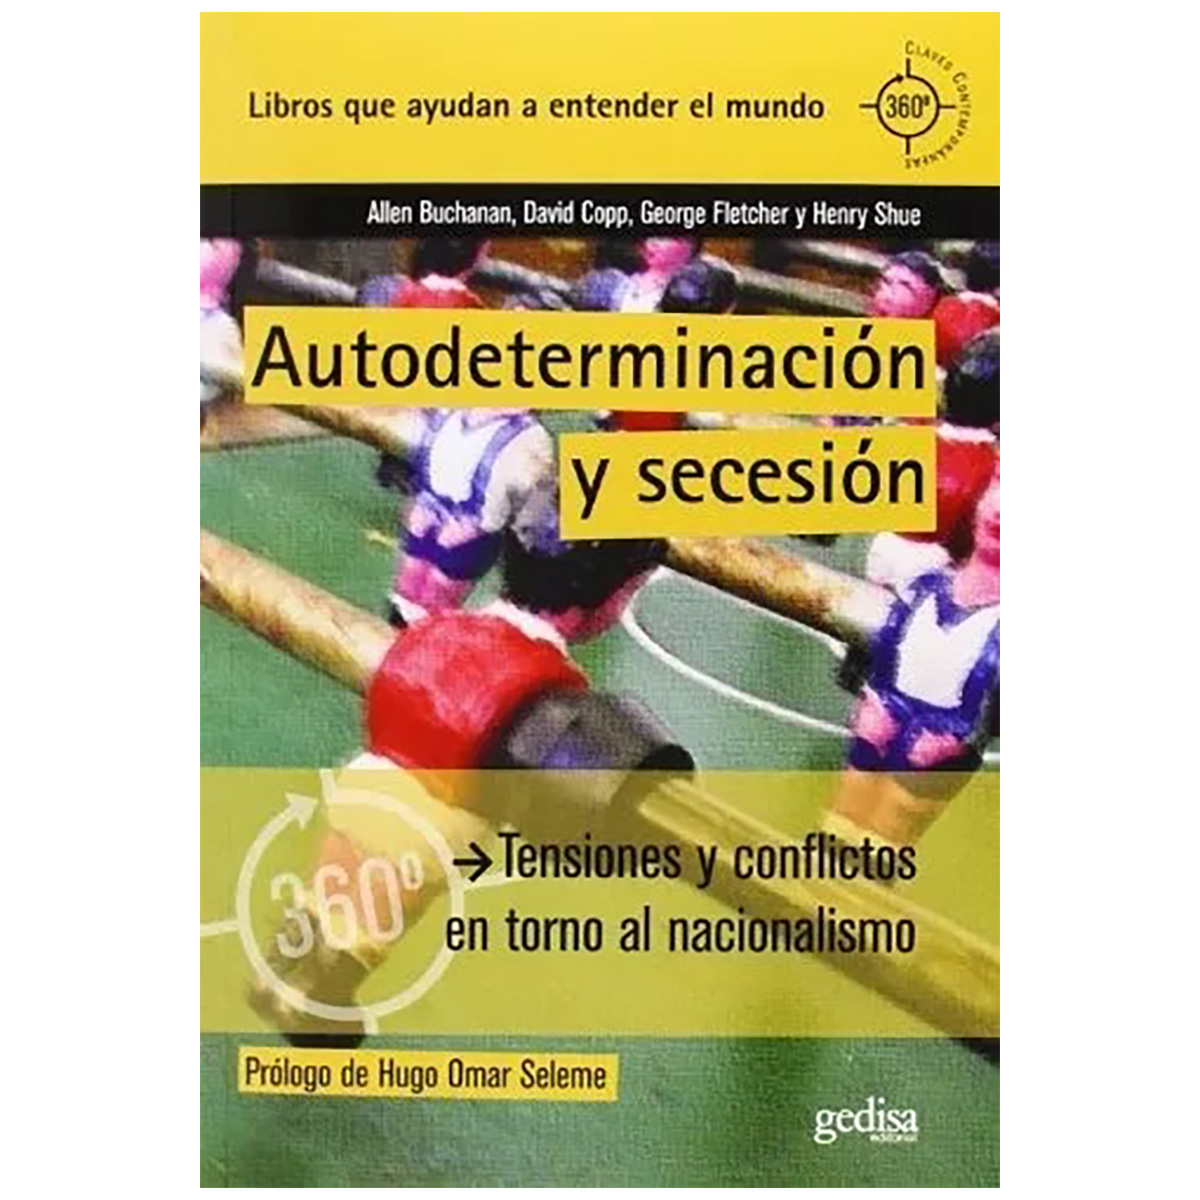 Libros que ayudan a entender el mundo
360º
CLAVES CONTEMPORÁNEAS
Allen Buchanan, David Copp, George Fletcher y Henry Shue
Autodeterminación
y secesión
360º
→Tensiones y conflictos
en torno al nacionalismo
Prólogo de Hugo Omar Seleme
gedisa
editorial